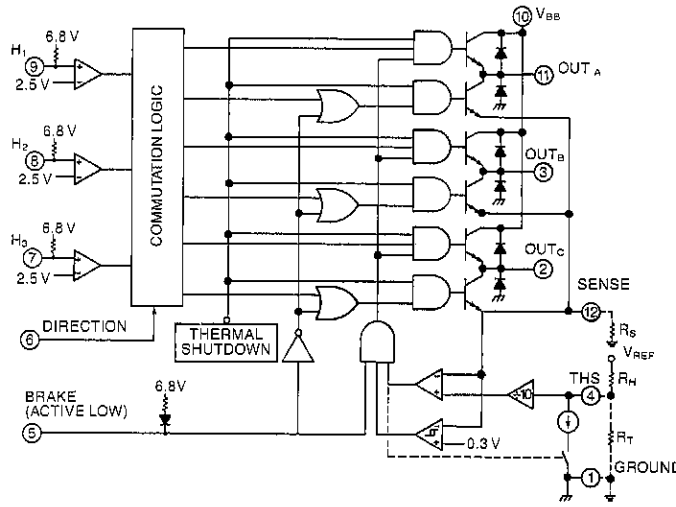 10 VBB
H1
6.8 V
9
2.5 V
11 OUT A
6.8 V
H2
8
2.5 V
COMMUTATION LOGIC
OUTB
3
6.8 V
H3
7
2.5 V
OUTC
2
SENSE
12
RS
DIRECTION
6
THERMAL
SHUTDOWN
VREF
6.8V
THS
RH
÷10
4
BRAKE
(ACTIVE LOW)
5
0.3 V
RT
GROUND
1